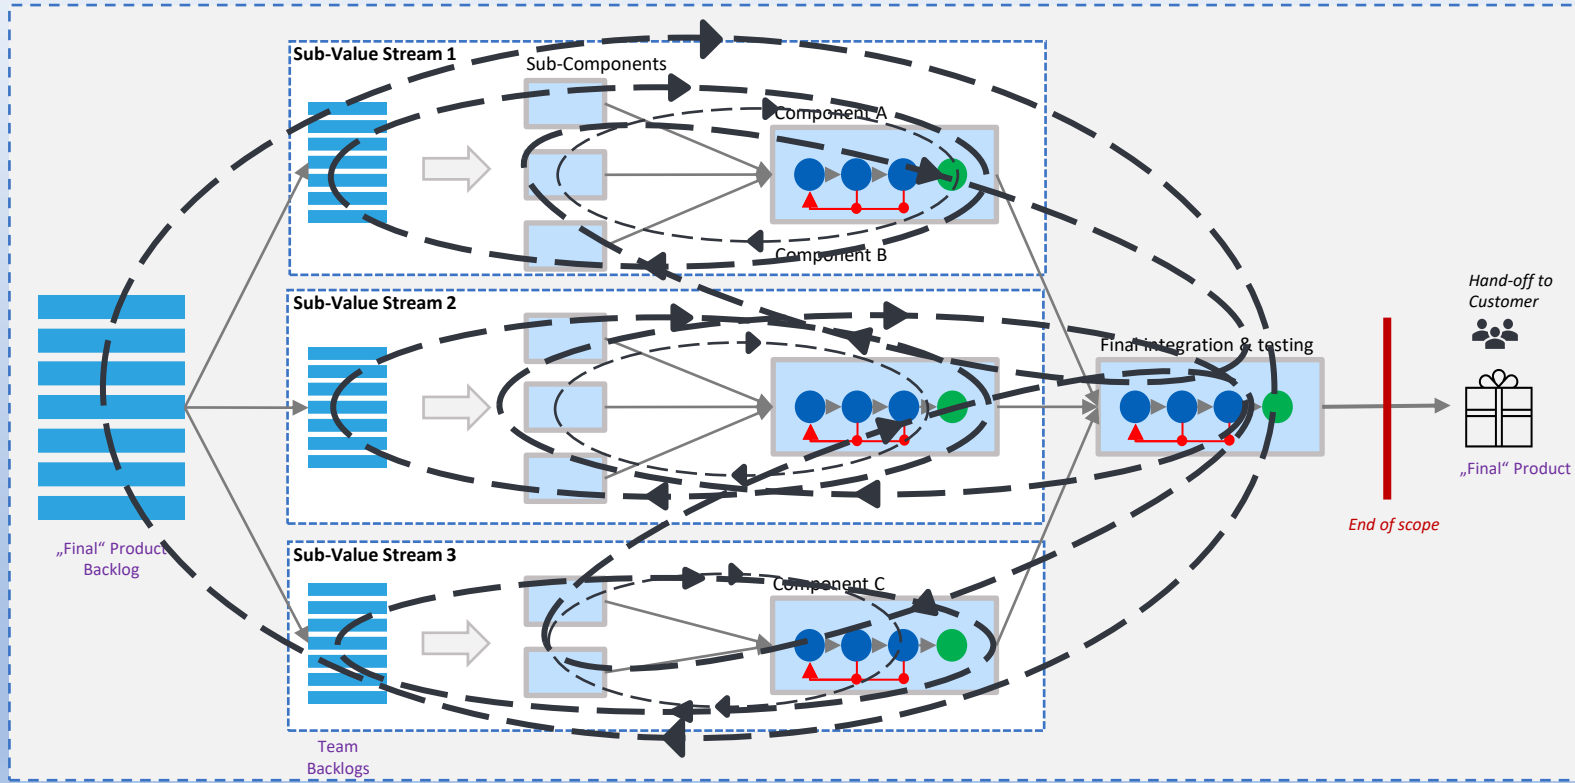 Sub-Value Stream 1
Sub-Components
Component A
Component B
Sub-Value Stream 2
Hand-off to
Customer
Final integration & testing
„Final“ Product
End of scope
„Final“ Product
Backlog
Sub-Value Stream 3
Component C
Team
Backlogs